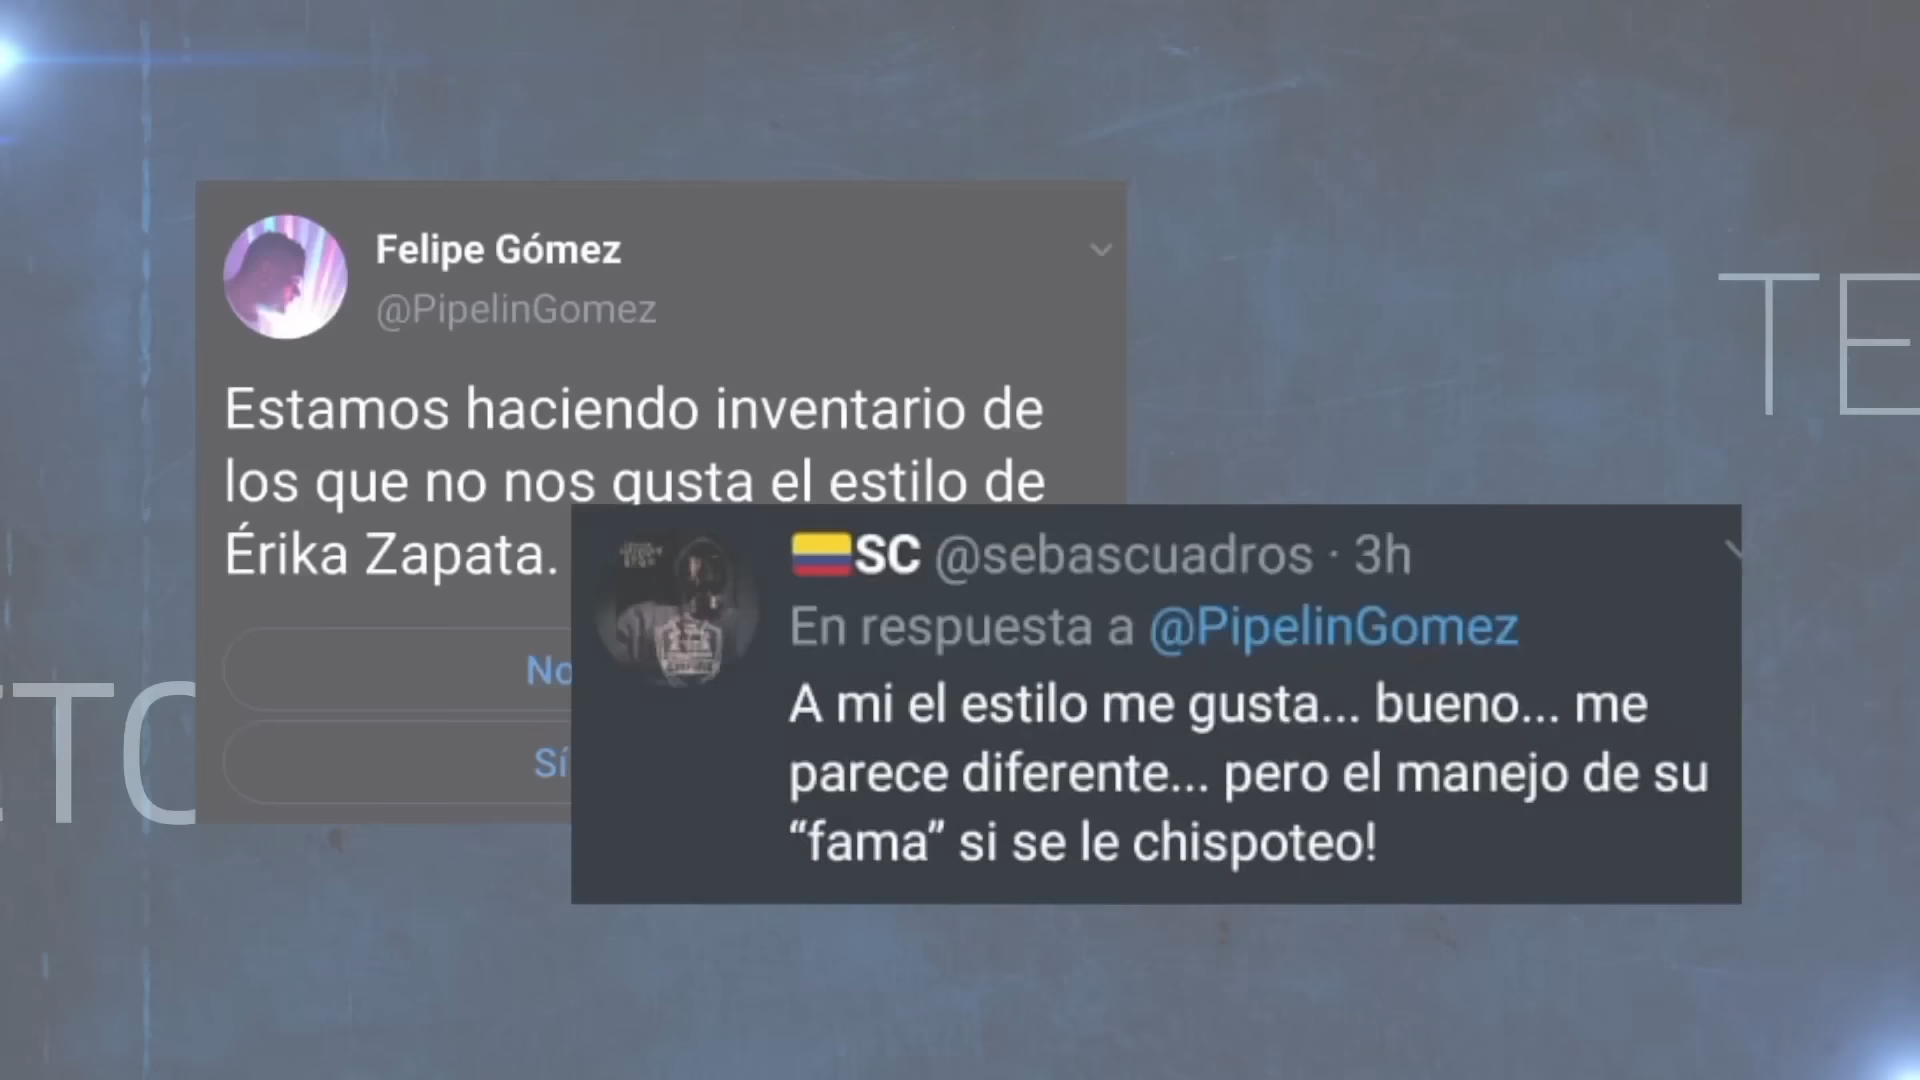 Felipe Gómez
@PipelinGomez
Estamos haciendo inventario de
los que no nos gusta el estilo de
Érika Zapata.
No
Sí
SC @sebascuadros · 3h
En respuesta a @PipelinGomez
A mi el estilo me gusta... bueno... me
parece diferente... pero el manejo de su
“fama” si se le chispoteo!
TE
TO